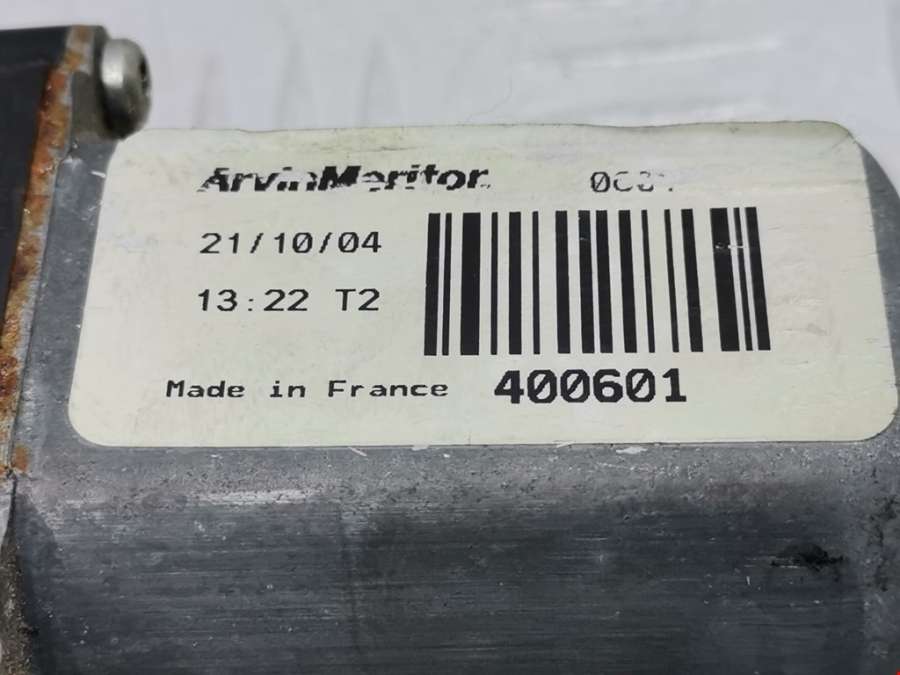 ArvinMeritor
21/10/04
13:22 T2
Made in France 400601